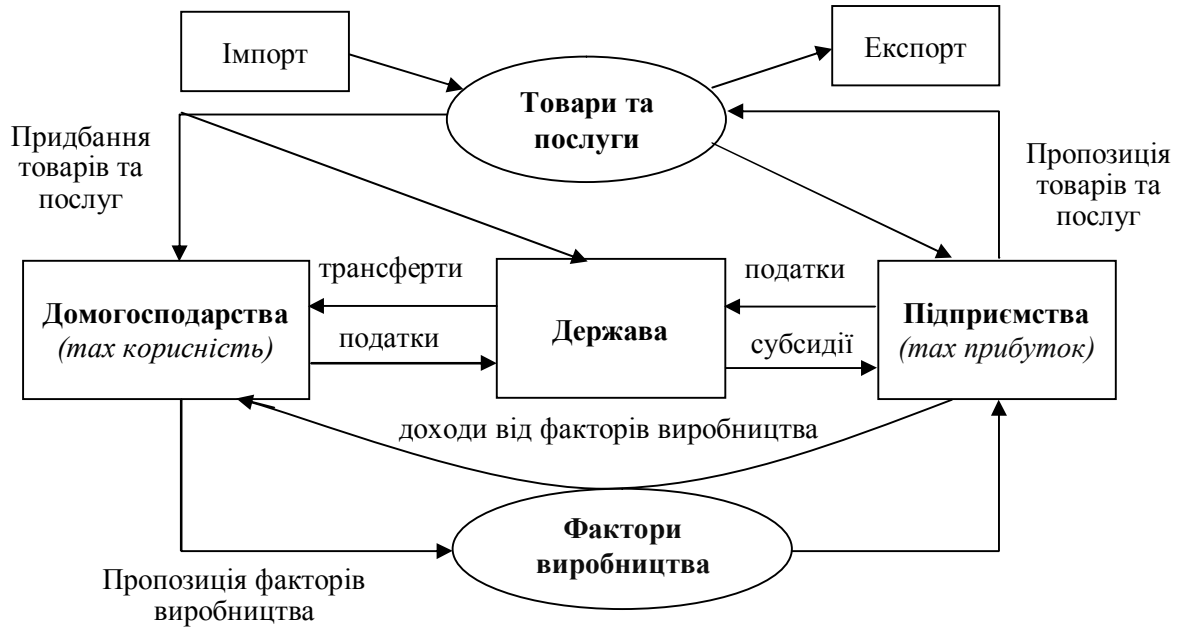 Імпорт
Експорт
Товари та
послуги
Придбання
товарів та
послуг
Пропозиція
товарів та
послуг
трансферти
податки
Домогосподарства
(max корисність)
податки
Держава
субсидії
Підприємства
(max прибуток)
доходи від факторів виробництва
Фактори
виробництва
Пропозиція факторів
виробництва